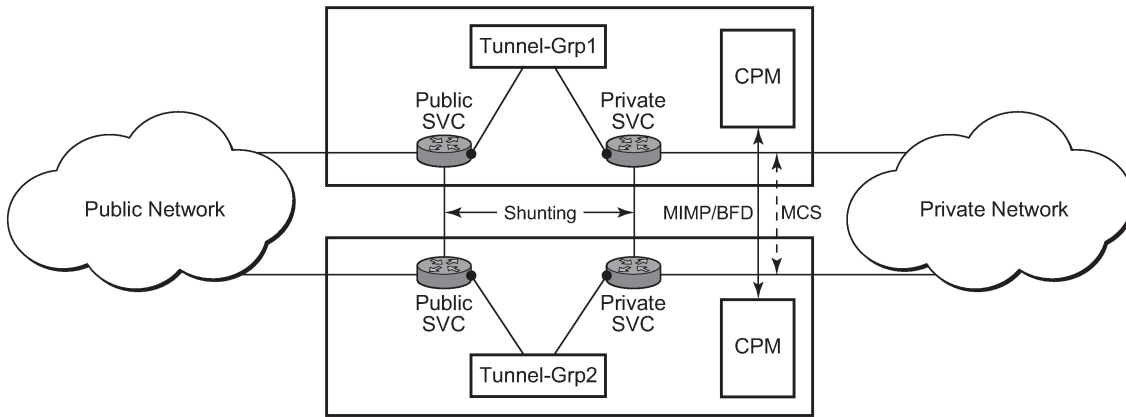 Tunnel-Grp1
CPM
Public
SVC
Private
SVC
Public Network
Shunting
MIMP/BFD
MCS
Private Network
Public
SVC
Private
SVC
CPM
Tunnel-Grp2